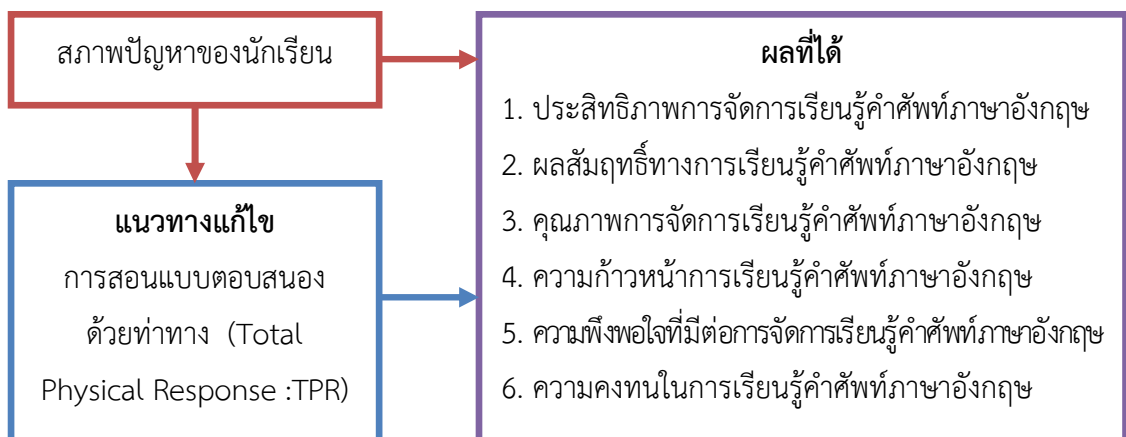 สภาพปัญหาของนักเรียน
แนวทางแก้ไข
การสอนแบบตอบสนอง
ด้วยท่าทาง (Total
Physical Response :TPR)
ผลที่ได้
1. ประสิทธิภาพการจัดการเรียนรู้คำศัพท์ภาษาอังกฤษ
2. ผลสัมฤทธิ์ทางการเรียนรู้คำศัพท์ภาษาอังกฤษ
3. คุณภาพการจัดการเรียนรู้คำศัพท์ภาษาอังกฤษ
4. ความก้าวหน้าการเรียนรู้คำศัพท์ภาษาอังกฤษ
5. ความพึงพอใจที่มีต่อการจัดการเรียนรู้คำศัพท์ภาษาอังกฤษ
6. ความคงทนในการเรียนรู้คำศัพท์ภาษาอังกฤษ